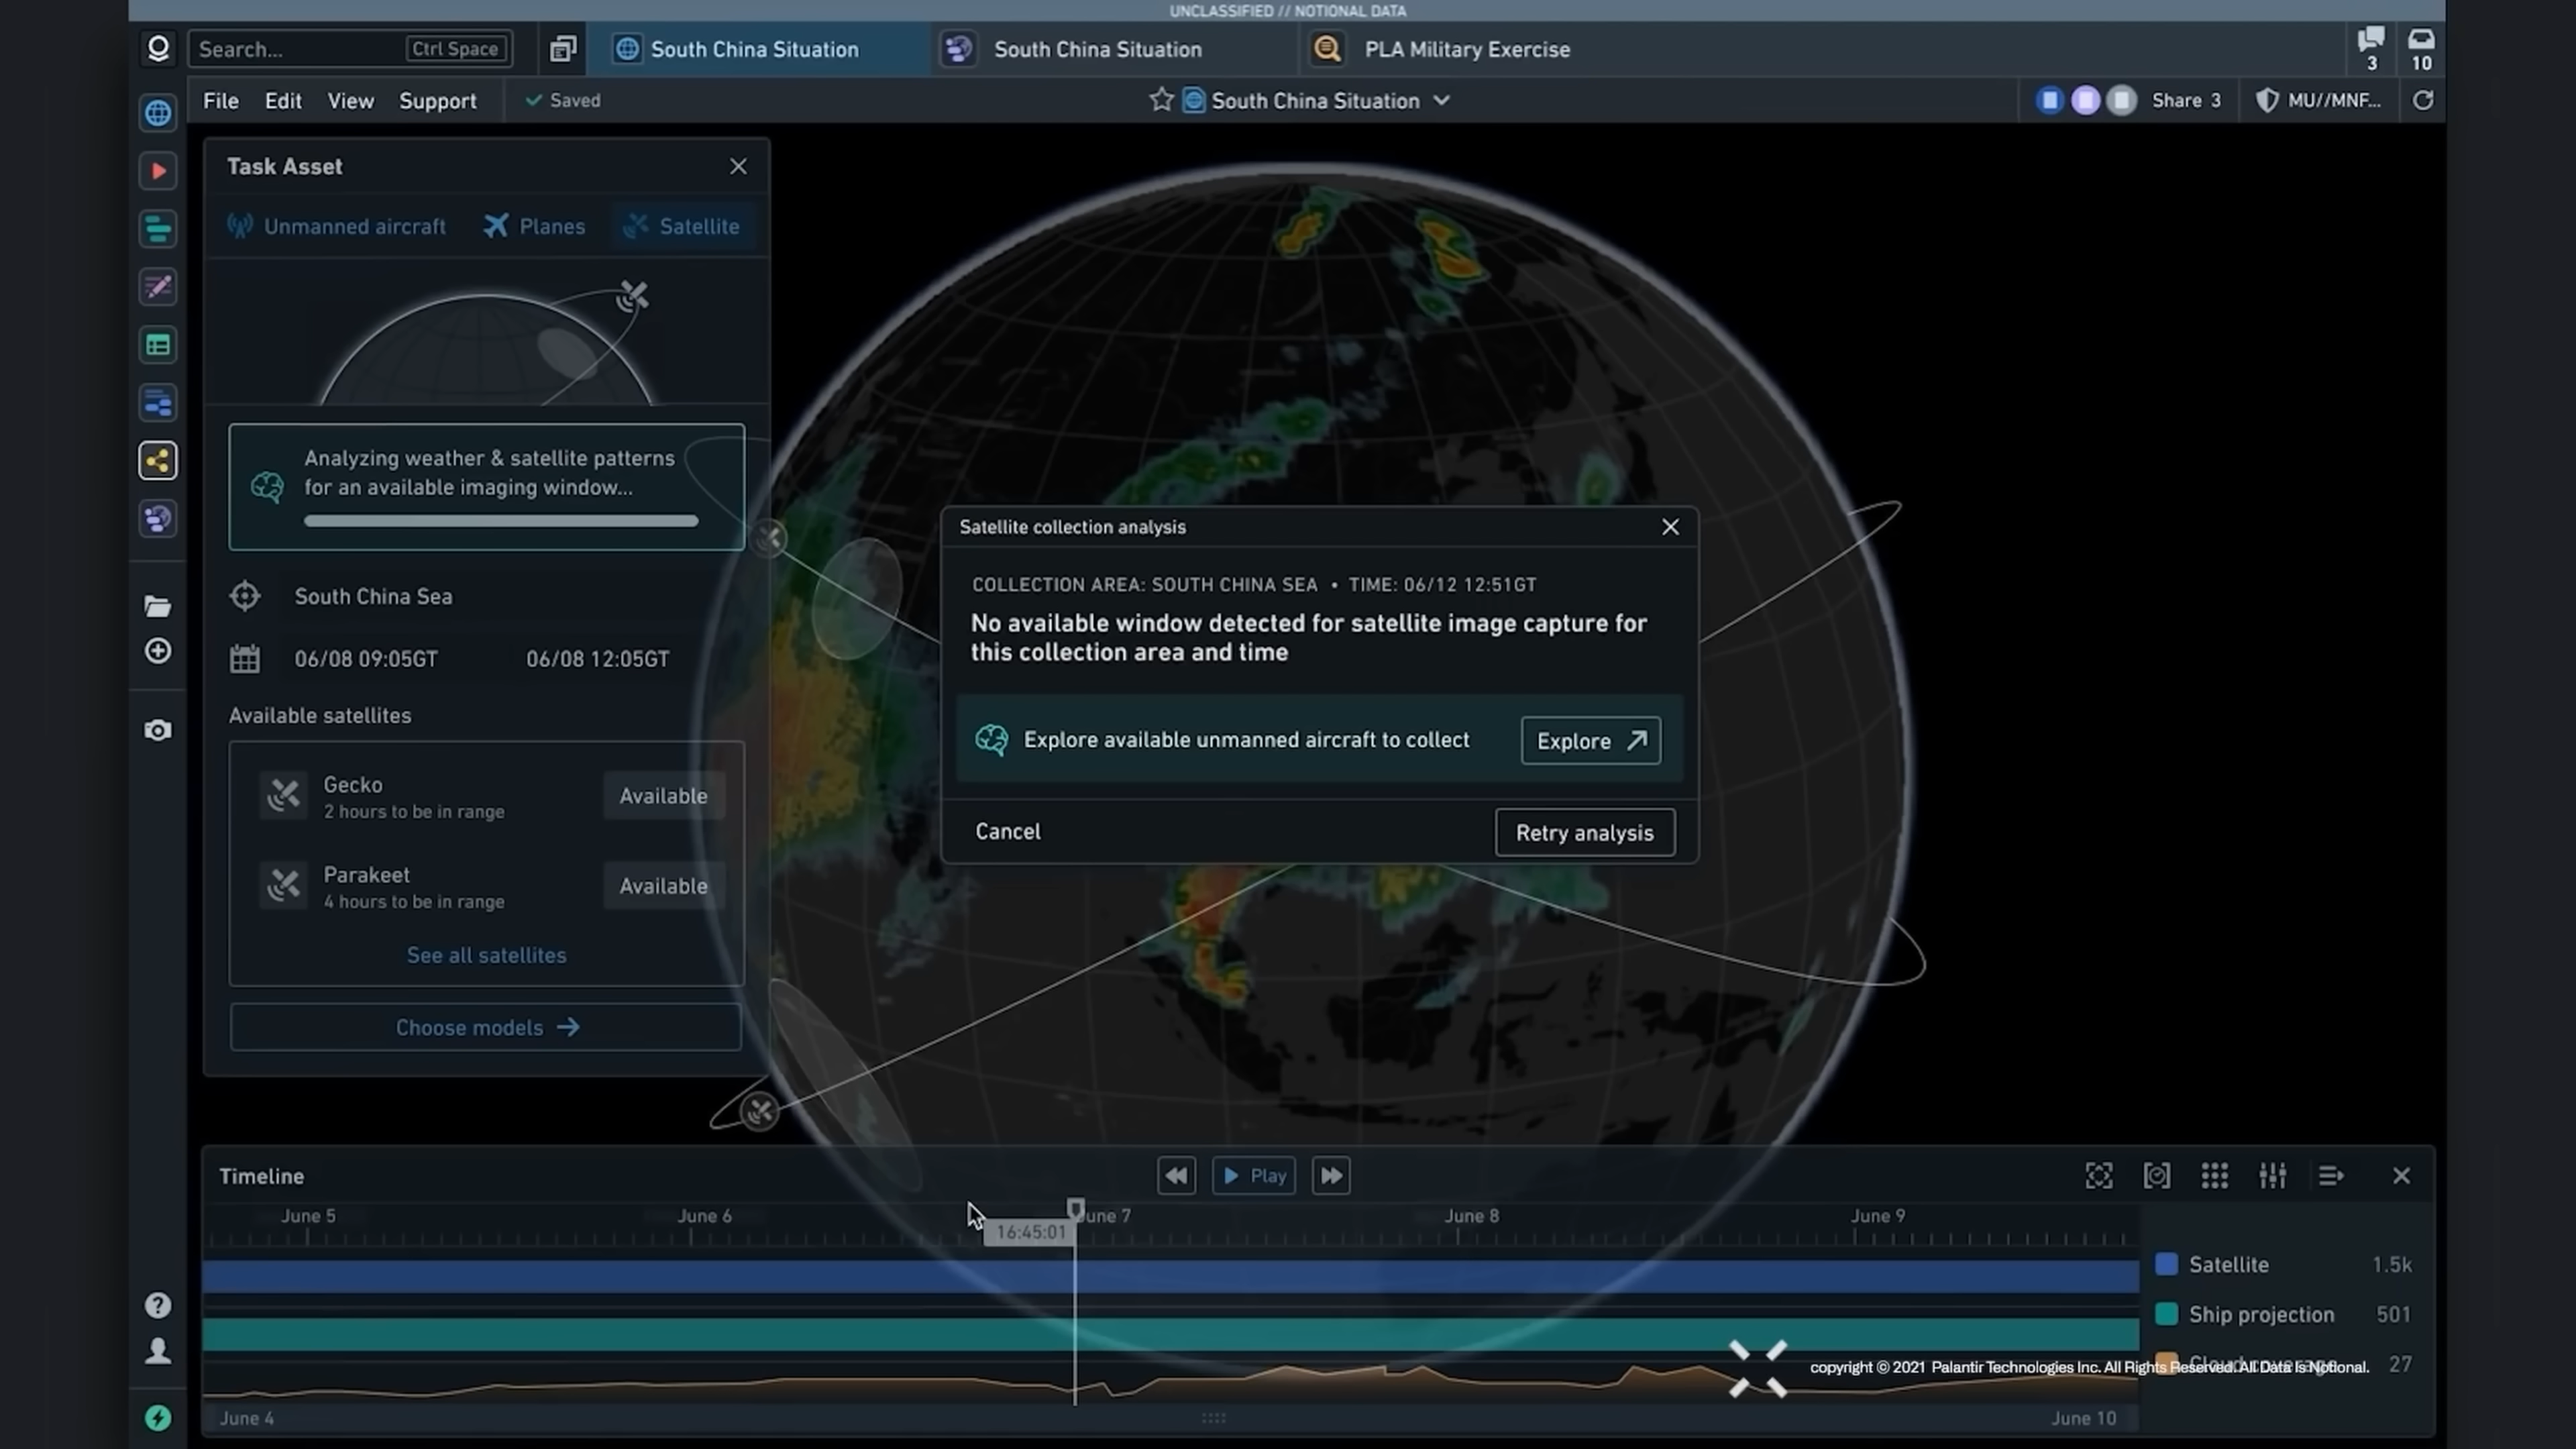 UNCLASSIFIED // NOTIONAL DATA
Search...
Ctrl Space
South China Situation
South China Situation
PLA Military Exercise
3
10
File Edit View Support
Saved
South China Situation
Share 3
MU//MNF...
Task Asset
Unmanned aircraft
Planes
Satellite
Analyzing weather & satellite patterns
for an available imaging window...
South China Sea
06/08 09:05GT 06/08 12:05GT
Available satellites
Gecko
2 hours to be in range
Available
Parakeet
4 hours to be in range
Available
See all satellites
Choose models
Satellite collection analysis
COLLECTION AREA: SOUTH CHINA SEA • TIME: 06/12 12:51GT
No available window detected for satellite image capture for
this collection area and time
Explore available unmanned aircraft to collect
Explore
Cancel
Retry analysis
Timeline
Play
June 5
June 6
June 7
June 8
June 9
16:45:01
Satellite 1.5k
Ship projection 501
Cloud coverage 27
copyright © 2021 Palantir Technologies Inc. All Rights Reserved. All Data Is Notional.
June 4
June 10